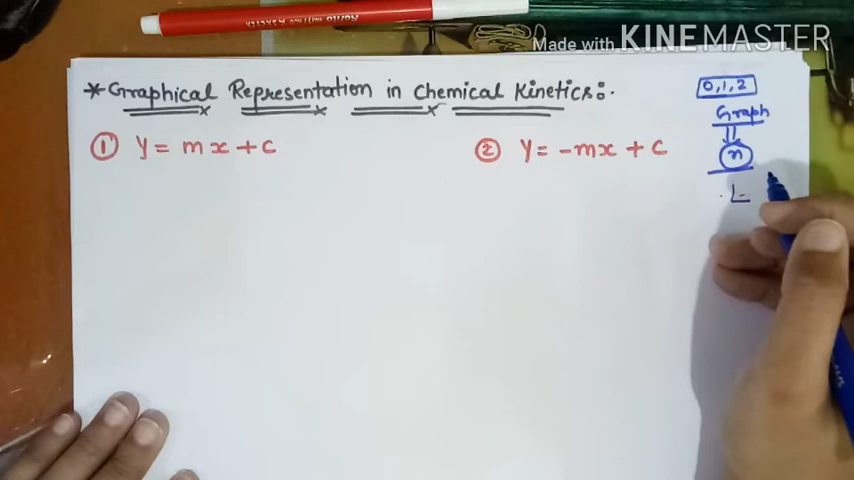 Made with KINEMASTER
* Graphical Representation in Chemical Kinetics:.
① y = mx + c
② y = -mx + c
0,1,2
Graph
n